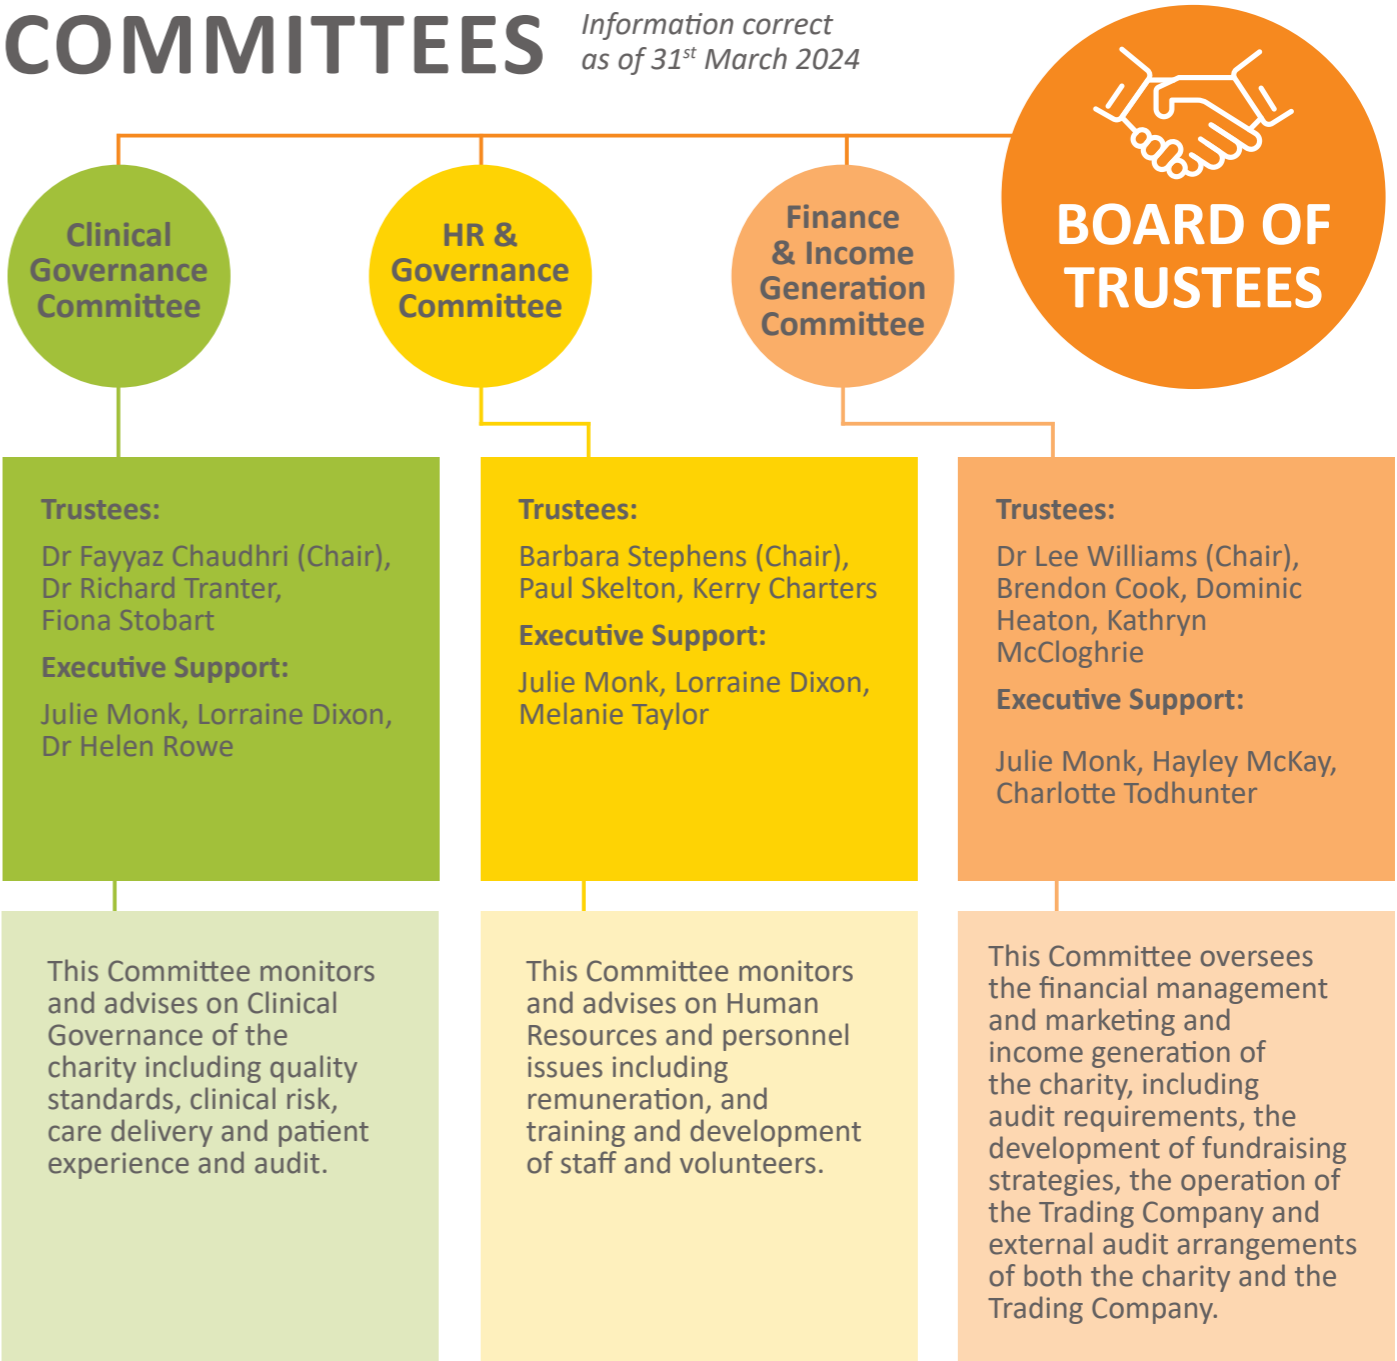 COMMITTEES
Information correct
as of 31st March 2024
BOARD OF
TRUSTEES
Clinical
Governance
Committee
HR &
Governance
Committee
Finance
& Income
Generation
Committee
Trustees:
Dr Fayyaz Chaudhri (Chair),
Dr Richard Tranter,
Fiona Stobart
Executive Support:
Julie Monk, Lorraine Dixon,
Dr Helen Rowe
Trustees:
Barbara Stephens (Chair),
Paul Skelton, Kerry Charters
Executive Support:
Julie Monk, Lorraine Dixon,
Melanie Taylor
Trustees:
Dr Lee Williams (Chair),
Brendon Cook, Dominic
Heaton, Kathryn
McCloghrie
Executive Support:
Julie Monk, Hayley McKay,
Charlotte Todhunter
This Committee monitors
and advises on Clinical
Governance of the
charity including quality
standards, clinical risk,
care delivery and patient
experience and audit.
This Committee monitors
and advises on Human
Resources and personnel
issues including
remuneration, and
training and development
of staff and volunteers.
This Committee oversees
the financial management
and marketing and
income generation of
the charity, including
audit requirements, the
development of fundraising
strategies, the operation of
the Trading Company and
external audit arrangements
of both the charity and the
Trading Company.